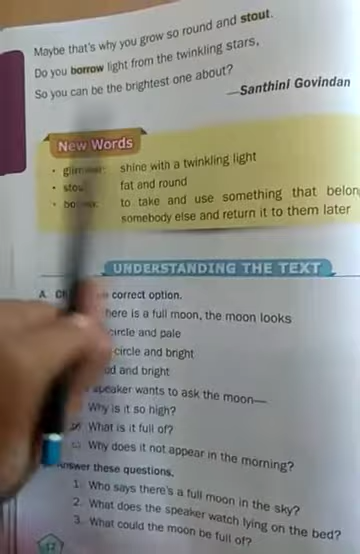 Maybe that's why you grow so round and stout.
Do you borrow light from the twinkling stars,
So you can be the brightest one about?
—Santhini Govindan
New Words
• shine with a twinkling light
• fat and round
• to take and use something that
somebody else and return it to them later
UNDERSTANDING THE TEXT
A. correct option.
there is a full moon, the moon looks
circle and pale
-circle and bright
and bright
speaker wants to ask the moon—
Why is it so high?
What is it full of?
Why does it not appear in the morning?
Answer these questions.
1. Who says there's a full moon in the sky?
2. What does the speaker watch lying on the bed?
3. What could the moon be full of?